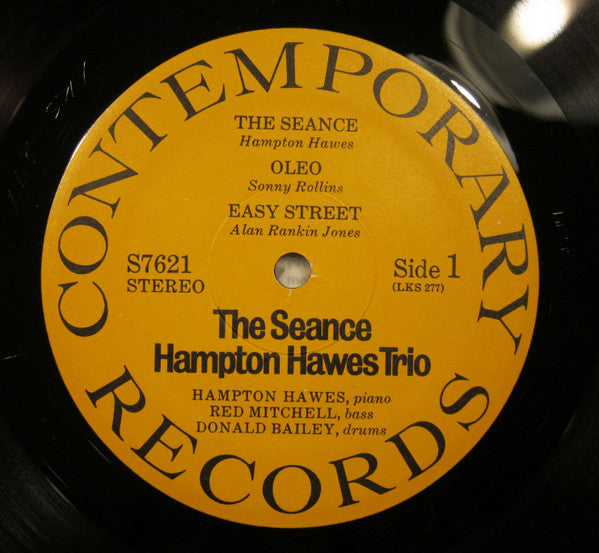 CONTEMPORARY
THE SEANCE
Hampton Hawes
OLEO
Sonny Rollins
EASY STREET
Alan Rankin Jones
S7621
STEREO
Side 1
(LKS 277)
The Seance
Hampton Hawes Trio
HAMPTON HAWES, piano
RED MITCHELL, bass
DONALD BAILEY, drums
RECORDS